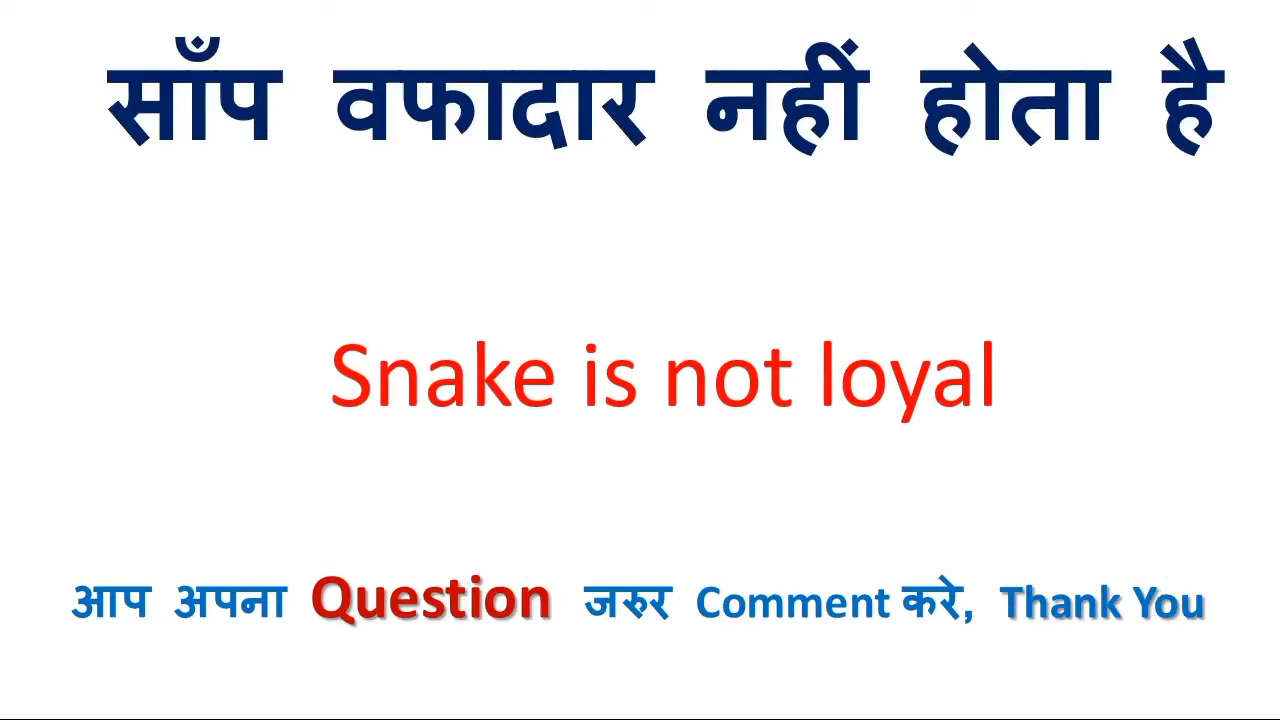 साँप वफादार नहीं होता है
Snake is not loyal
आप अपना Question जरुर Comment करे, Thank You